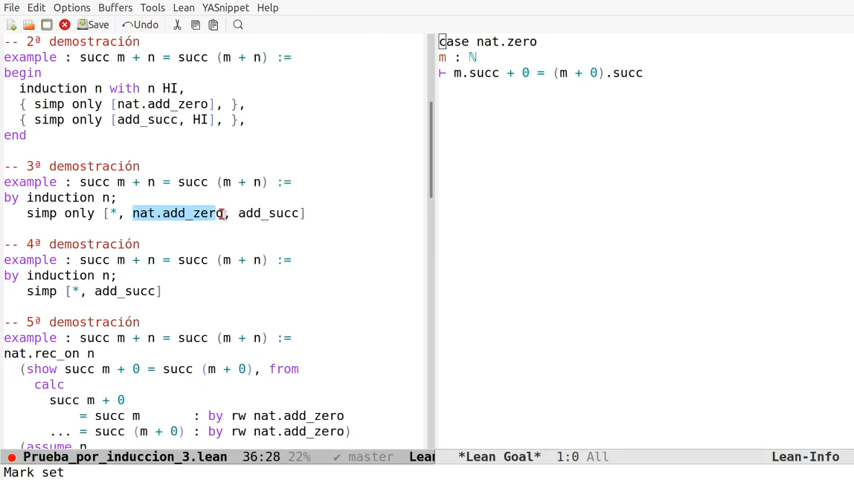 File Edit Options Buffers Tools Lean YASnippet Help
Save Undo
-- 2ª demostración
example : succ m + n = succ (m + n) :=
begin
  induction n with n HI,
  { simp only [nat.add_zero], },
  { simp only [add_succ, HI], },
end
-- 3ª demostración
example : succ m + n = succ (m + n) :=
by induction n;
   simp only [*, nat.add_zero, add_succ]
-- 4ª demostración
example : succ m + n = succ (m + n) :=
by induction n;
   simp [*, add_succ]
-- 5ª demostración
example : succ m + n = succ (m + n) :=
nat.rec_on n
  (show succ m + 0 = succ (m + 0), from
    calc
      succ m + 0
          = succ m       : by rw nat.add_zero
      ... = succ (m + 0) : by rw nat.add_zero)
  (assume n
case nat.zero
m : ℕ
⊢ m.succ + 0 = (m + 0).succ
Prueba_por_induccion_3.lean 36:28 22% ✔ master Lean
*Lean Goal* 1:0 All Lean-Info
Mark set